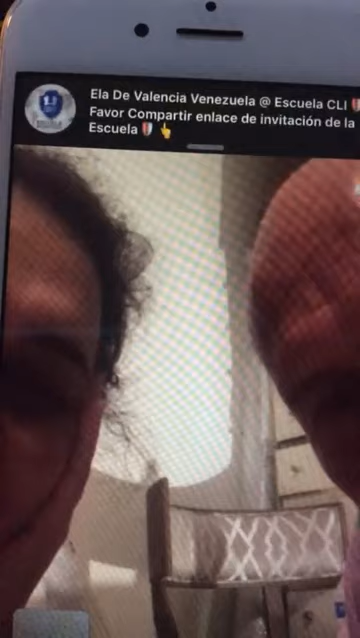 Ela De Valencia Venezuela @ Escuela CLI
Favor Compartir enlace de invitación de la
Escuela 👆